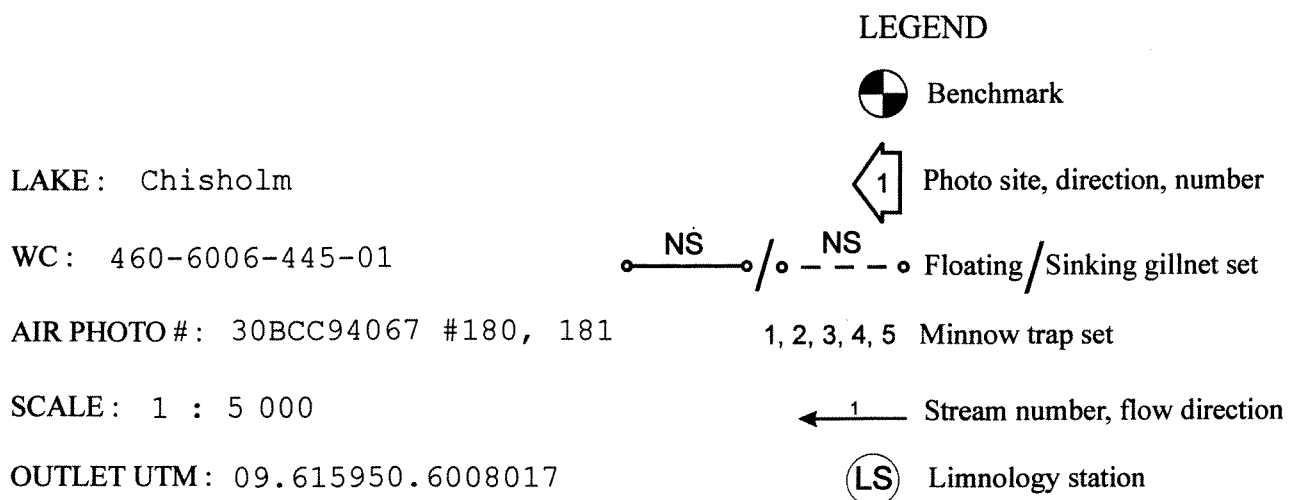 LEGEND
Benchmark
LAKE : Chisholm
1 Photo site, direction, number
WC : 460-6006-445-01
NS / NS Floating / Sinking gillnet set
AIR PHOTO # : 30BCC94067 #180, 181
1, 2, 3, 4, 5 Minnow trap set
SCALE : 1 : 5 000
1 Stream number, flow direction
OUTLET UTM : 09.615950.6008017
LS Limnology station